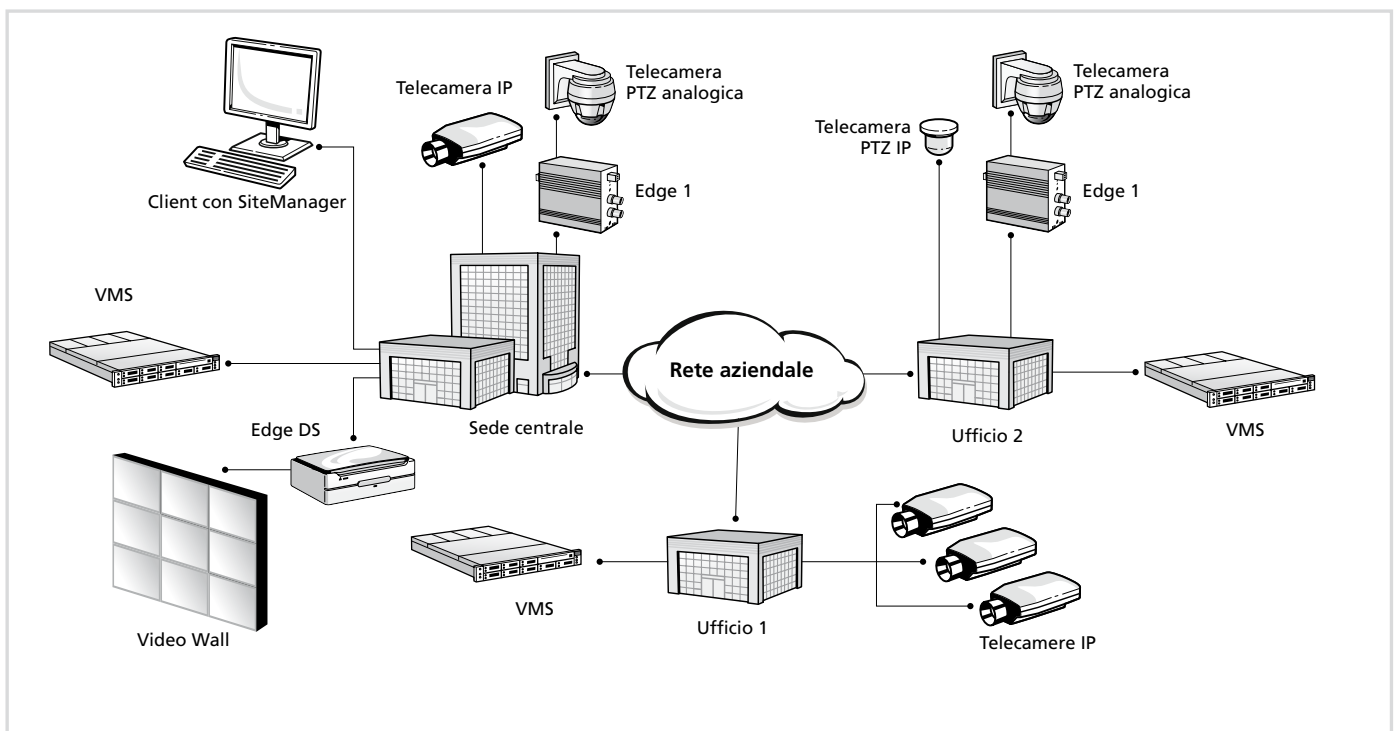 Telecamera IP
Telecamera
PTZ analogica
Telecamera
PTZ analogica
Telecamera
PTZ IP
Edge 1
Edge 1
Client con SiteManager
VMS
Rete aziendale
Edge DS
Sede centrale
Ufficio 2
VMS
VMS
Ufficio 1
Video Wall
Telecamere IP